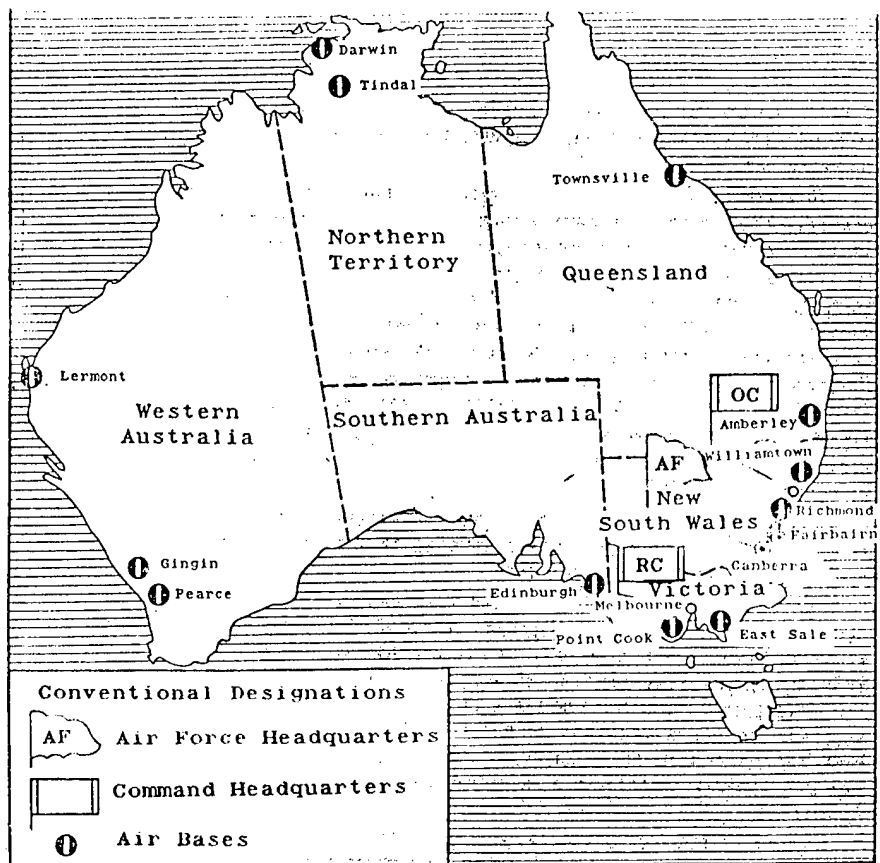 Darwin
Tindal
Townsville
Northern
Territory
Queensland
Lermont
OC
Western
Australia
Southern Australia
Amberley
Williamtown
AF
New
South Wales
Richmond
Fairbairn
Gingin
Pearce
RC
Canberra
Edinburgh
Victoria
Melbourne
Point Cook
East Sale
Conventional Designations
AF
Air Force Headquarters
Command Headquarters
Air Bases